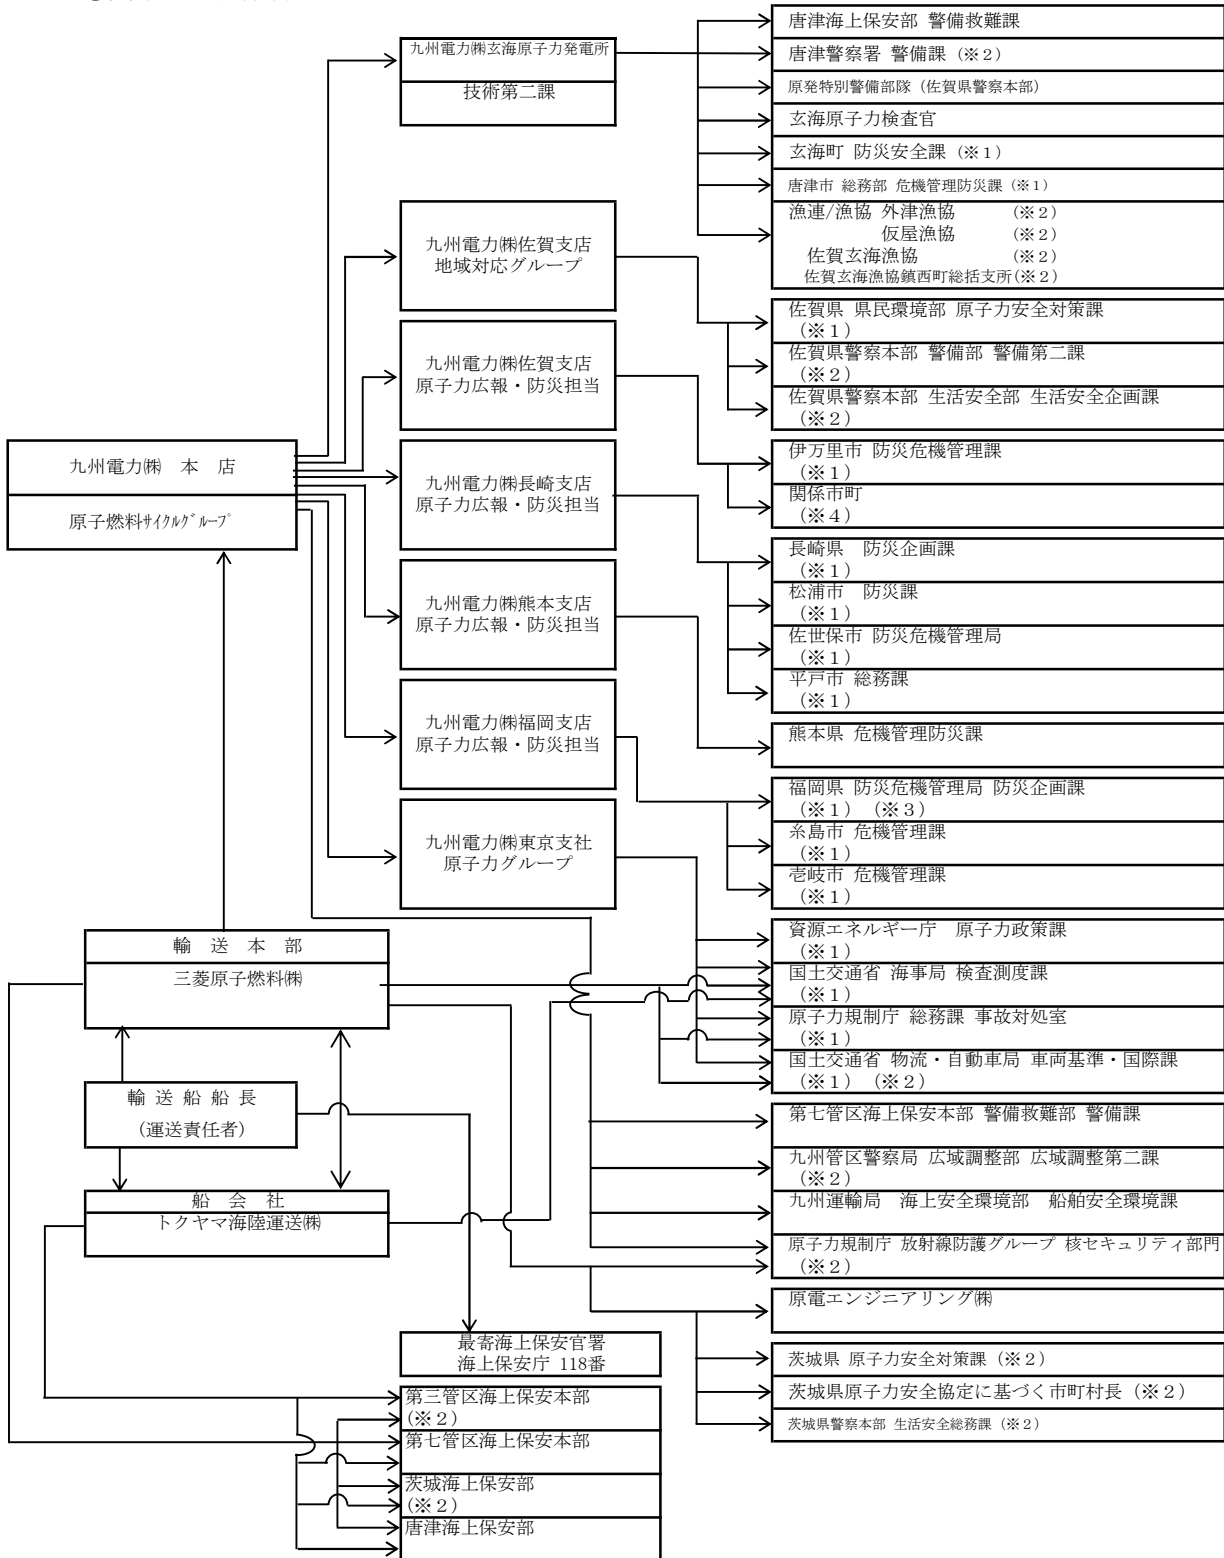 九州電力㈱玄海原子力発電所
技術第二課
唐津海上保安部 警備救難課
唐津警察署 警備課 (※2)
原発特別警備部隊 (佐賀県警察本部)
玄海原子力検査官
玄海町 防災安全課 (※1)
唐津市 総務部 危機管理防災課 (※1)
漁連/漁協 外津漁協 (※2)
仮屋漁協 (※2)
佐賀玄海漁協 (※2)
佐賀玄海漁協鎮西町総括支所(※2)
九州電力㈱佐賀支店
地域対応グループ
佐賀県 県民環境部 原子力安全対策課
(※1)
佐賀県警察本部 警備部 警備第二課
(※2)
佐賀県警察本部 生活安全部 生活安全企画課
(※2)
九州電力㈱佐賀支店
原子力広報・防災担当
伊万里市 防災危機管理課
(※1)
関係市町
(※4)
九州電力㈱ 本 店
原子燃料ｻｲｸﾙｸﾞﾙｰﾌﾟ
九州電力㈱長崎支店
原子力広報・防災担当
長崎県 防災企画課
(※1)
松浦市 防災課
(※1)
佐世保市 防災危機管理局
(※1)
平戸市 総務課
(※1)
九州電力㈱熊本支店
原子力広報・防災担当
熊本県 危機管理防災課
九州電力㈱福岡支店
原子力広報・防災担当
福岡県 防災危機管理局 防災企画課
(※1) (※3)
糸島市 危機管理課
(※1)
壱岐市 危機管理課
(※1)
九州電力㈱東京支社
原子力グループ
資源エネルギー庁 原子力政策課
(※1)
国土交通省 海事局 検査測度課
(※1)
原子力規制庁 総務課 事故対処室
(※1)
国土交通省 物流・自動車局 車両基準・国際課
(※1) (※2)
輸 送 本 部
三菱原子燃料㈱
輸 送 船 船 長
(運送責任者)
船 会 社
トクヤマ海陸運送㈱
第七管区海上保安本部 警備救難部 警備課
九州管区警察局 広域調整部 広域調整第二課
(※2)
九州運輸局 海上安全環境部 船舶安全環境課
原子力規制庁 放射線防護グループ 核セキュリティ部門
(※2)
原電エンジニアリング㈱
茨城県 原子力安全対策課 (※2)
茨城県原子力安全協定に基づく市町村長 (※2)
茨城県警察本部 生活安全総務課 (※2)
最寄海上保安官署
海上保安庁 118番
第三管区海上保安本部
(※2)
第七管区海上保安本部
茨城海上保安部
(※2)
唐津海上保安部